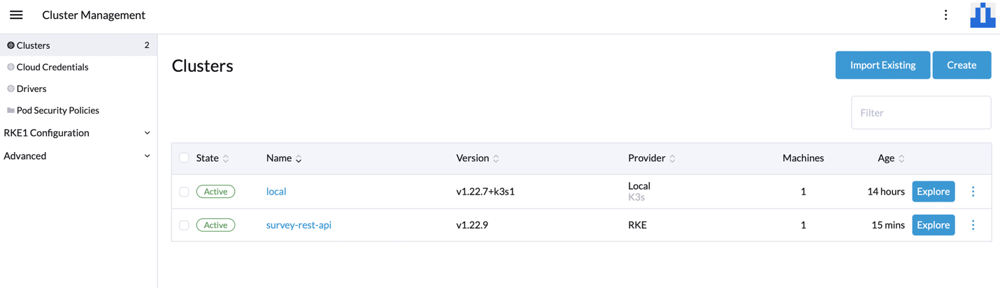 Cluster Management
Clusters 2
Cloud Credentials
Drivers
Pod Security Policies
RKE1 Configuration
Advanced
Clusters
Import Existing
Create
Filter
State Name Version Provider Machines Age
Active local v1.22.7+k3s1 Local 1 14 hours Explore
K3s
Active survey-rest-api v1.22.9 RKE 1 15 mins Explore